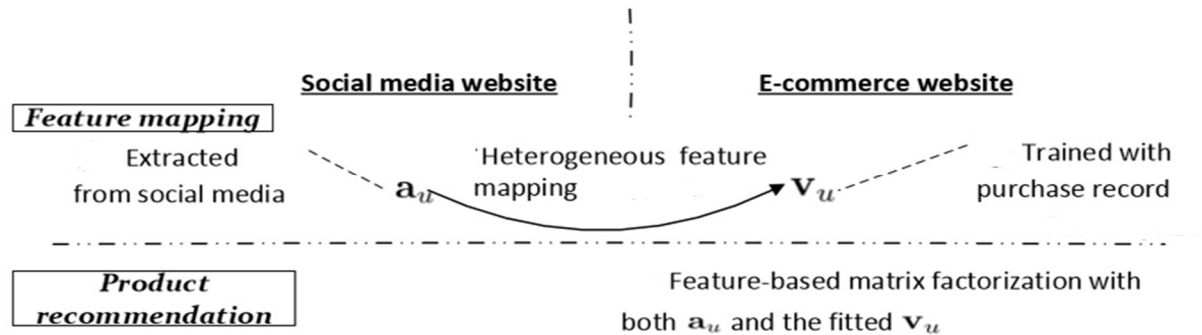 Social media website
E-commerce website
Feature mapping
Extracted
from social media
Heterogeneous feature
mapping
a_u
v_u
Trained with
purchase record
Product
recommendation
Feature-based matrix factorization with
both a_u and the fitted v_u